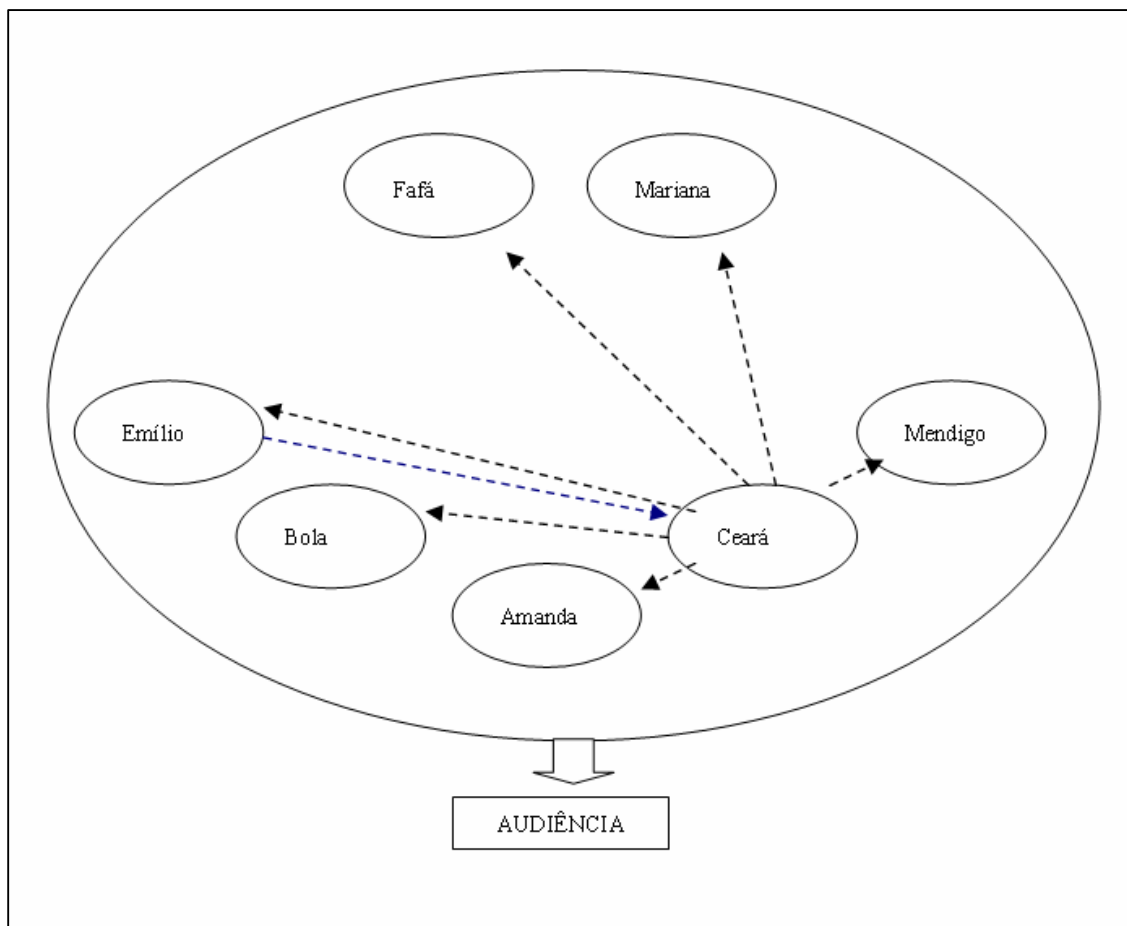 Fafá
Mariana
Emílio
Mendigo
Bola
Ceará
Amanda
AUDIÊNCIA